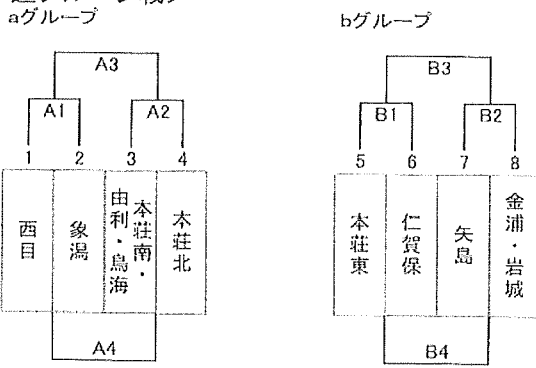 aグループ
bグループ
A3
B3
A1
A2
B1
B2
1
2
3
4
5
6
7
8
西目
象潟
本荘南・
由利・鳥海
本荘北
本荘東
仁賀保
矢島
金浦・岩城
A4
B4